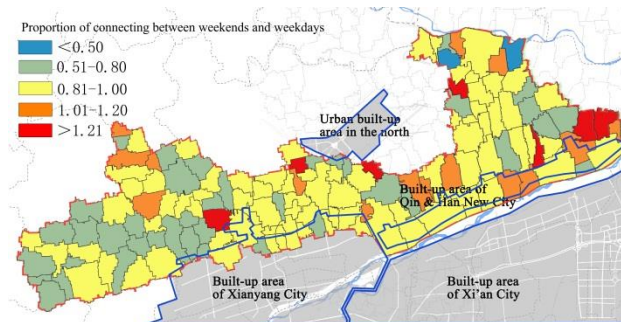 Proportion of connecting between weekends and weekdays
<0.50
0.51-0.80
0.81-1.00
1.01-1.20
>1.21
Urban built-up
area in the north
Built-up area of
Qin & Han New City
Built-up area
of Xianyang City
Built-up area
of Xi'an City